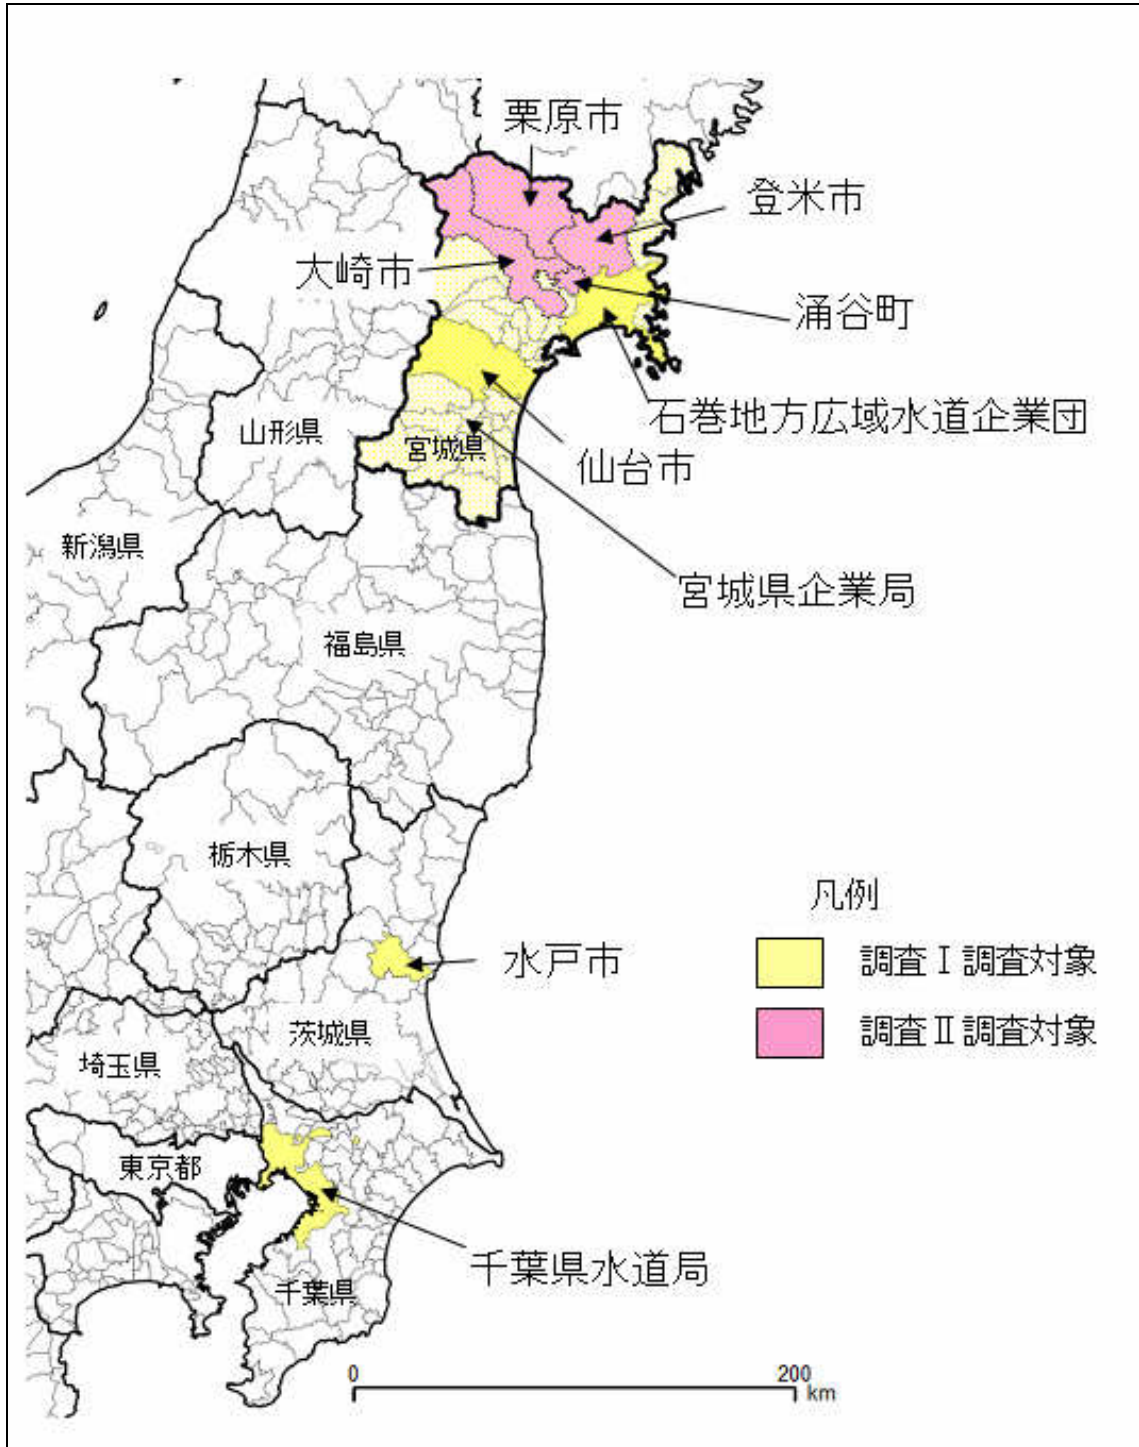 栗原市
登米市
大崎市
涌谷町
石巻地方広域水道企業団
山形県
宮城県
仙台市
新潟県
宮城県企業局
福島県
栃木県
凡例
水戸市
調査Ⅰ調査対象
茨城県
調査Ⅱ調査対象
埼玉県
東京都
千葉県水道局
千葉県
0
200
km